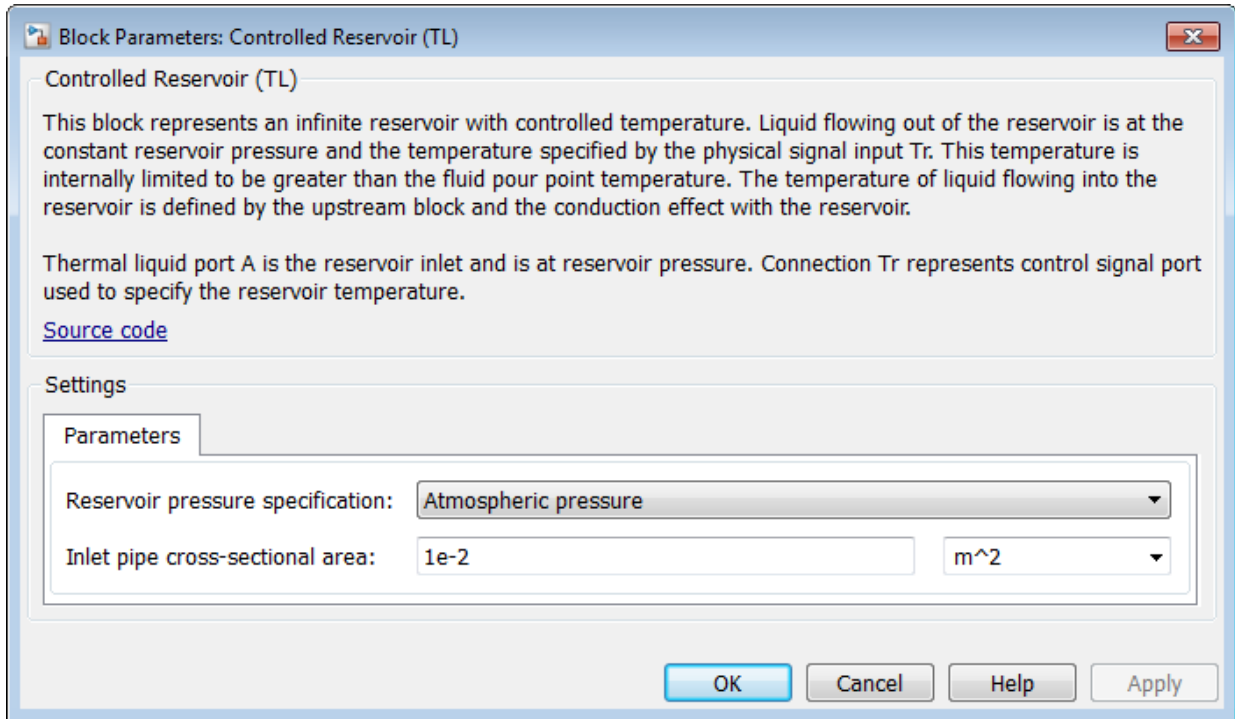 Block Parameters: Controlled Reservoir (TL)
Controlled Reservoir (TL)
This block represents an infinite reservoir with controlled temperature. Liquid flowing out of the reservoir is at the
constant reservoir pressure and the temperature specified by the physical signal input Tr. This temperature is
internally limited to be greater than the fluid pour point temperature. The temperature of liquid flowing into the
reservoir is defined by the upstream block and the conduction effect with the reservoir.
Thermal liquid port A is the reservoir inlet and is at reservoir pressure. Connection Tr represents control signal port
used to specify the reservoir temperature.
Source code
Settings
Parameters
Reservoir pressure specification: Atmospheric pressure
Inlet pipe cross-sectional area: 1e-2 m^2
OK Cancel Help Apply